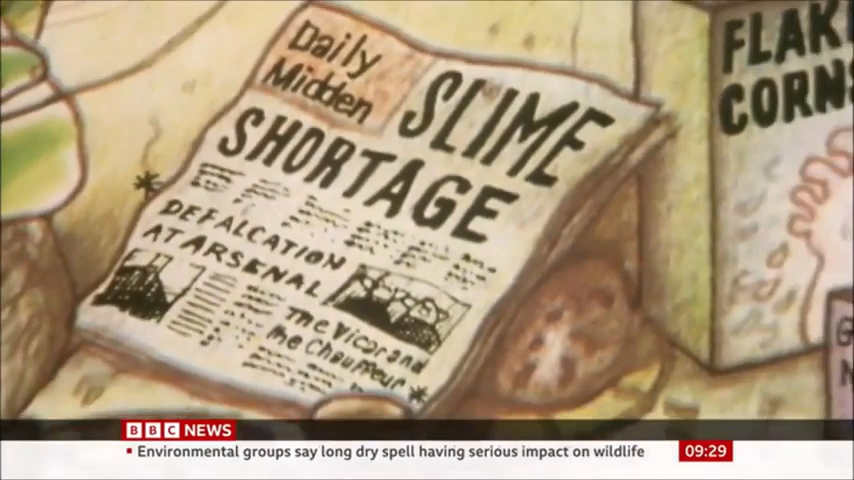 Daily
Midden
SLIME
SHORTAGE
DEFALCATION
AT ARSENAL
The Vicar and
the Chauffeur
FLAK
CORNS
BBC NEWS
Environmental groups say long dry spell having serious impact on wildlife
09:29